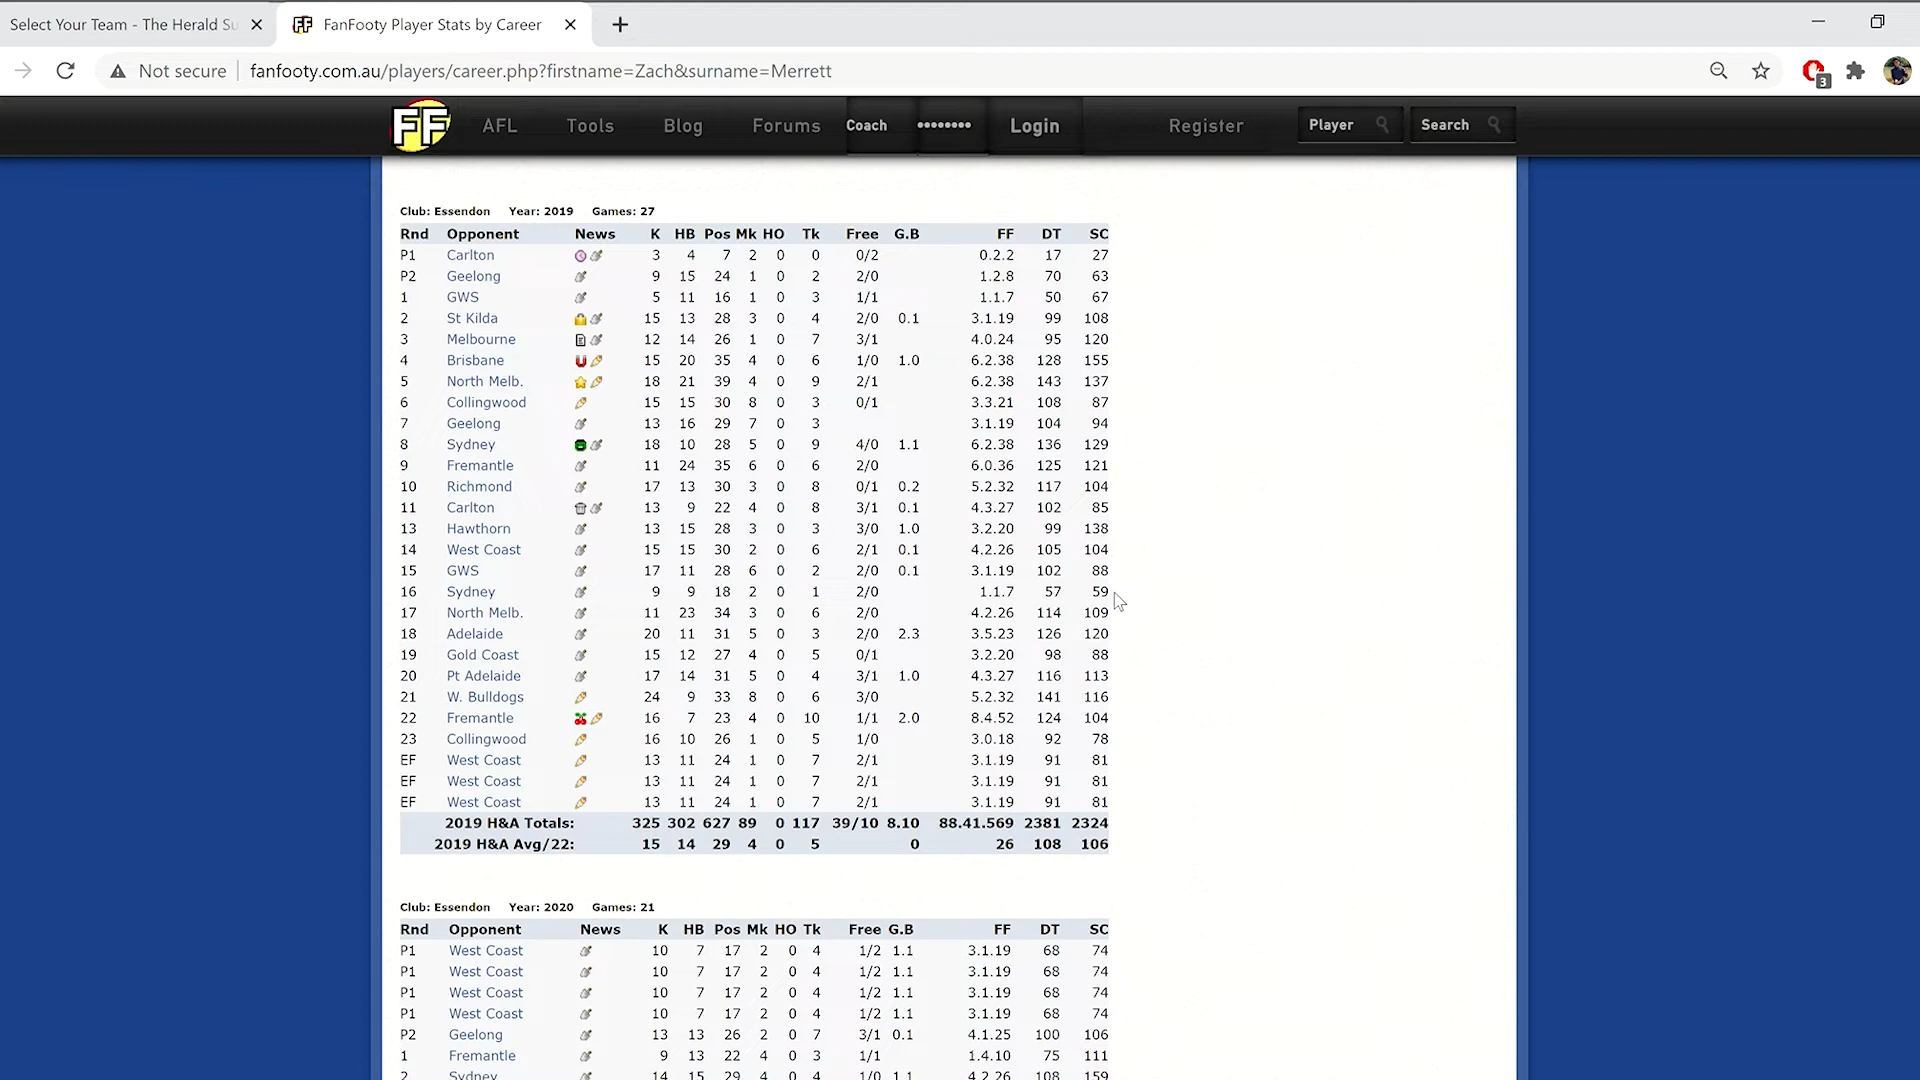 Select Your Team - The Herald Su
FanFooty Player Stats by Career
Not secure fanfooty.com.au/players/career.php?firstname=Zach&surname=Merrett
3
FF AFL Tools Blog Forums Coach •••••••• Login Register Player Search
Club: Essendon Year: 2019 Games: 27
Rnd Opponent News K HB Pos Mk HO Tk Free G.B FF DT SC
P1 Carlton 3 4 7 2 0 0 0/2 0.2.2 17 27
P2 Geelong 9 15 24 1 0 2 2/0 1.2.8 70 63
1 GWS 5 11 16 1 0 3 1/1 1.1.7 50 67
2 St Kilda 15 13 28 3 0 4 2/0 0.1 3.1.19 99 108
3 Melbourne 12 14 26 1 0 7 3/1 4.0.24 95 120
4 Brisbane 15 20 35 4 0 6 1/0 1.0 6.2.38 128 155
5 North Melb. 18 21 39 4 0 9 2/1 6.2.38 143 137
6 Collingwood 15 15 30 8 0 3 0/1 3.3.21 108 87
7 Geelong 13 16 29 7 0 3 3.1.19 104 94
8 Sydney 18 10 28 5 0 9 4/0 1.1 6.2.38 136 129
9 Fremantle 11 24 35 6 0 6 2/0 6.0.36 125 121
10 Richmond 17 13 30 3 0 8 0/1 0.2 5.2.32 117 104
11 Carlton 13 9 22 4 0 8 3/1 0.1 4.3.27 102 85
13 Hawthorn 13 15 28 3 0 3 3/0 1.0 3.2.20 99 138
14 West Coast 15 15 30 2 0 6 2/1 0.1 4.2.26 105 104
15 GWS 17 11 28 6 0 2 2/0 0.1 3.1.19 102 88
16 Sydney 9 9 18 2 0 1 2/0 1.1.7 57 59
17 North Melb. 11 23 34 3 0 6 2/0 4.2.26 114 109
18 Adelaide 20 11 31 5 0 3 2/0 2.3 3.5.23 126 120
19 Gold Coast 15 12 27 4 0 5 0/1 3.2.20 98 88
20 Pt Adelaide 17 14 31 5 0 4 3/1 1.0 4.3.27 116 113
21 W. Bulldogs 24 9 33 8 0 6 3/0 5.2.32 141 116
22 Fremantle 16 7 23 4 0 10 1/1 2.0 8.4.52 124 104
23 Collingwood 16 10 26 1 0 5 1/0 3.0.18 92 78
EF West Coast 13 11 24 1 0 7 2/1 3.1.19 91 81
EF West Coast 13 11 24 1 0 7 2/1 3.1.19 91 81
EF West Coast 13 11 24 1 0 7 2/1 3.1.19 91 81
2019 H&A Totals: 325 302 627 89 0 117 39/10 8.10 88.41.569 2381 2324
2019 H&A Avg/22: 15 14 29 4 0 5 0 26 108 106
Club: Essendon Year: 2020 Games: 21
Rnd Opponent News K HB Pos Mk HO Tk Free G.B FF DT SC
P1 West Coast 10 7 17 2 0 4 1/2 1.1 3.1.19 68 74
P1 West Coast 10 7 17 2 0 4 1/2 1.1 3.1.19 68 74
P1 West Coast 10 7 17 2 0 4 1/2 1.1 3.1.19 68 74
P1 West Coast 10 7 17 2 0 4 1/2 1.1 3.1.19 68 74
P2 Geelong 13 13 26 2 0 7 3/1 0.1 4.1.25 100 106
1 Fremantle 9 13 22 4 0 3 1/1 1.4.10 75 111
2 Sydney 14 15 29 4 0 4 1/0 1.1 4.2.26 108 159